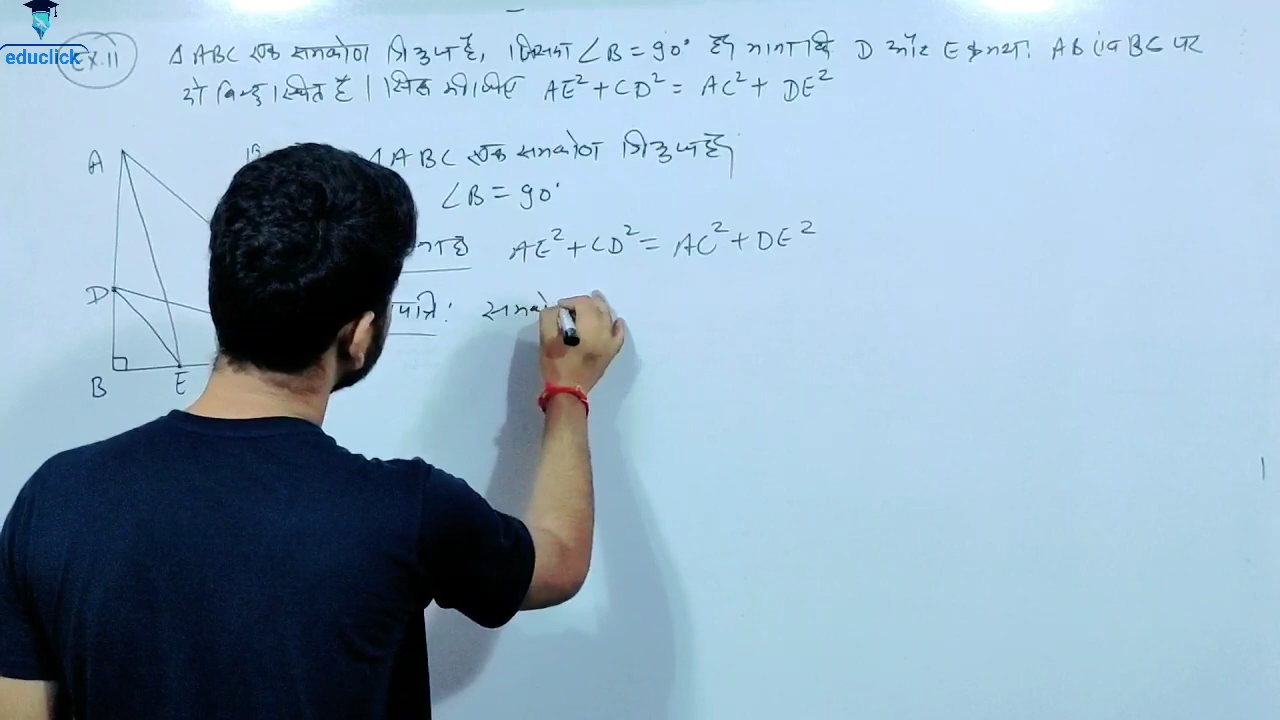 educlick
Ex.11 Δ ABC एक समकोण त्रिभुज है, जिसका ∠B = 90° है। माना कि D और E क्रमशः AB एवं BC पर
दो बिन्दु स्थित हैं। सिद्ध कीजिए AE² + CD² = AC² + DE²
A
Δ ABC एक समकोण त्रिभुज है।
∠B = 90°
AE² + CD² = AC² + DE²
D
B
E